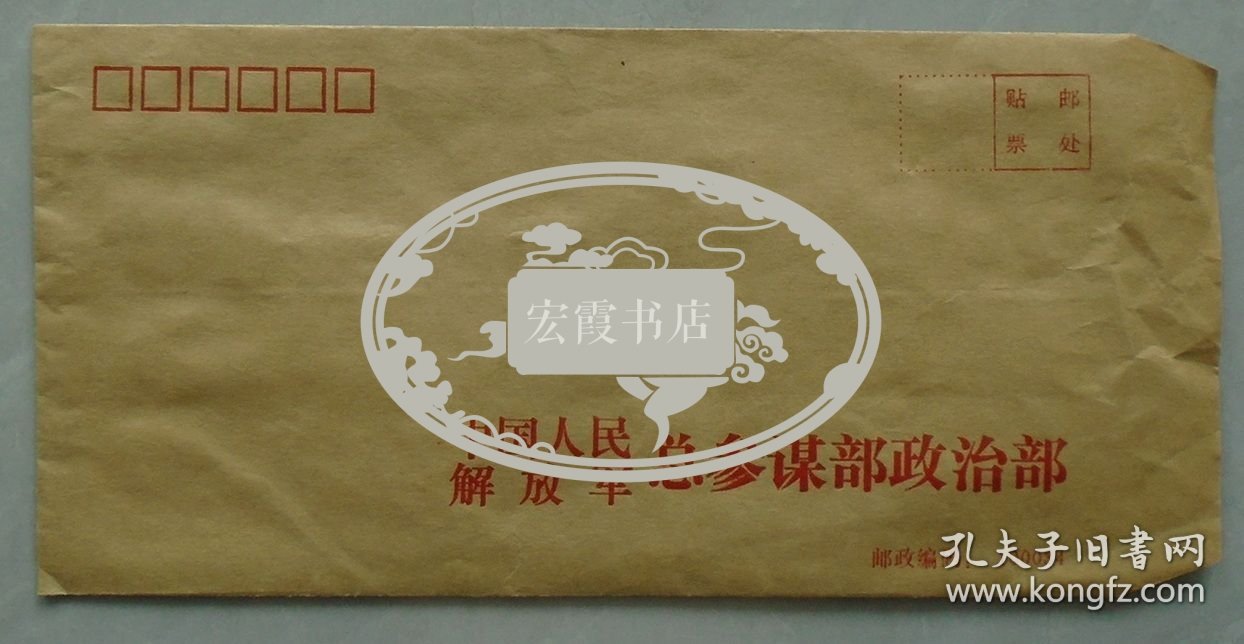 贴 邮
票 处
宏霞书店
中国人民
解放军
总参谋部政治部
邮政编
孔夫子旧書网
www.kongfz.com